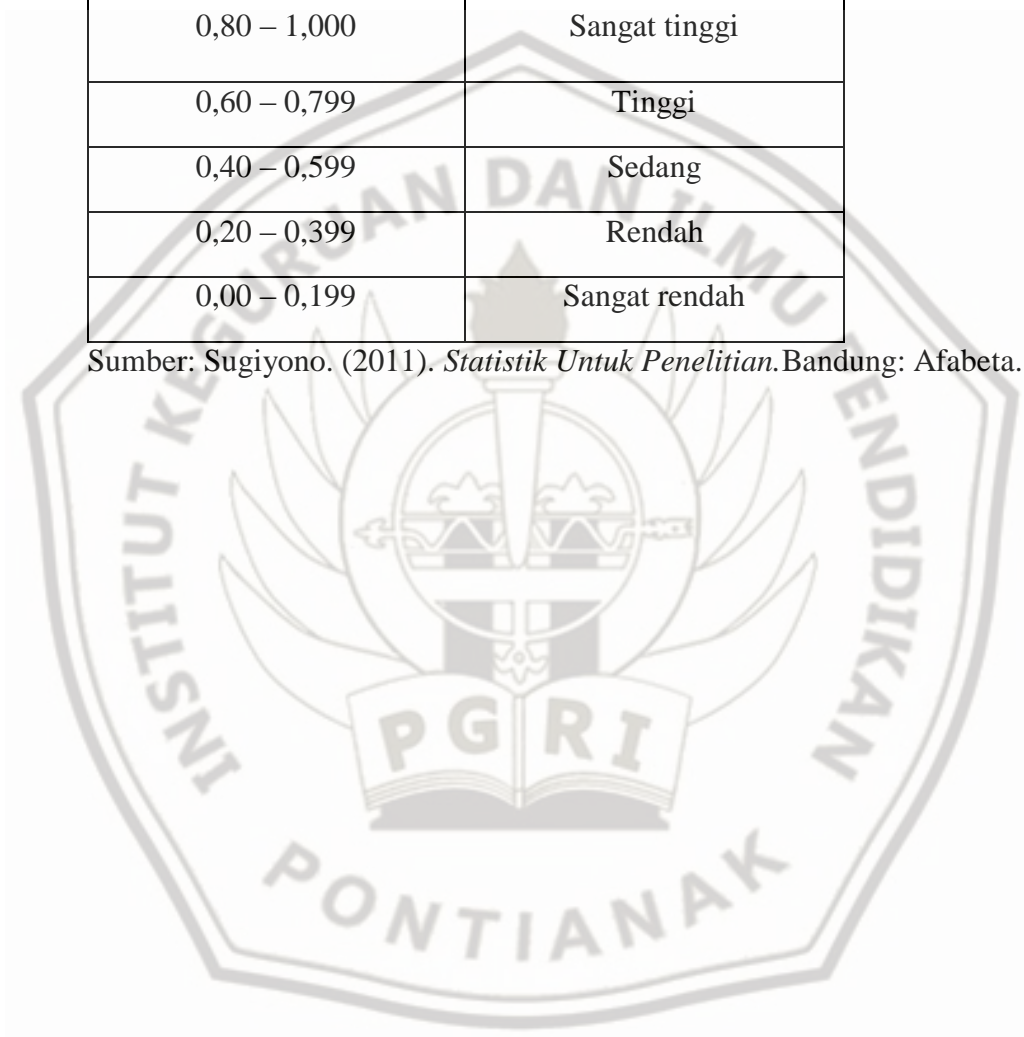 0,80 – 1,000 Sangat tinggi
0,60 – 0,799 Tinggi
0,40 – 0,599 Sedang
0,20 – 0,399 Rendah
0,00 – 0,199 Sangat rendah
Sumber: Sugiyono. (2011). Statistik Untuk Penelitian.Bandung: Afabeta.
INSTITUT KEGURUAN DAN ILMU PENDIDIKAN
PGRI
PONTIANAK